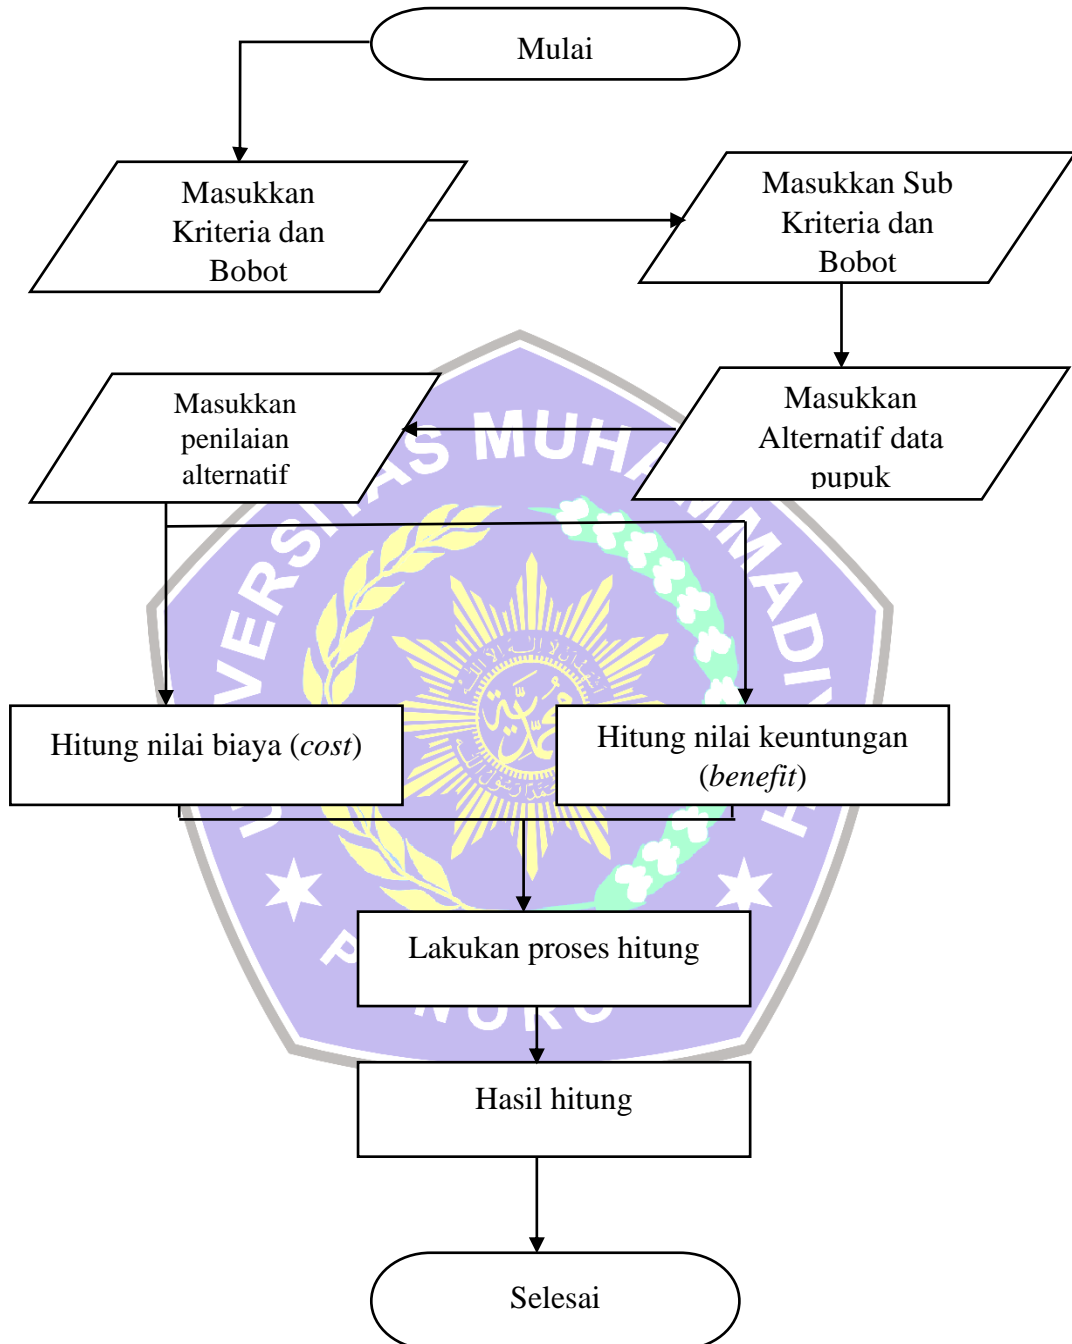 Mulai
Masukkan
Kriteria dan
Bobot
Masukkan Sub
Kriteria dan
Bobot
Masukkan
penilaian
alternatif
Masukkan
Alternatif data
pupuk
Hitung nilai biaya (cost)
Hitung nilai keuntungan
(benefit)
Lakukan proses hitung
Hasil hitung
Selesai